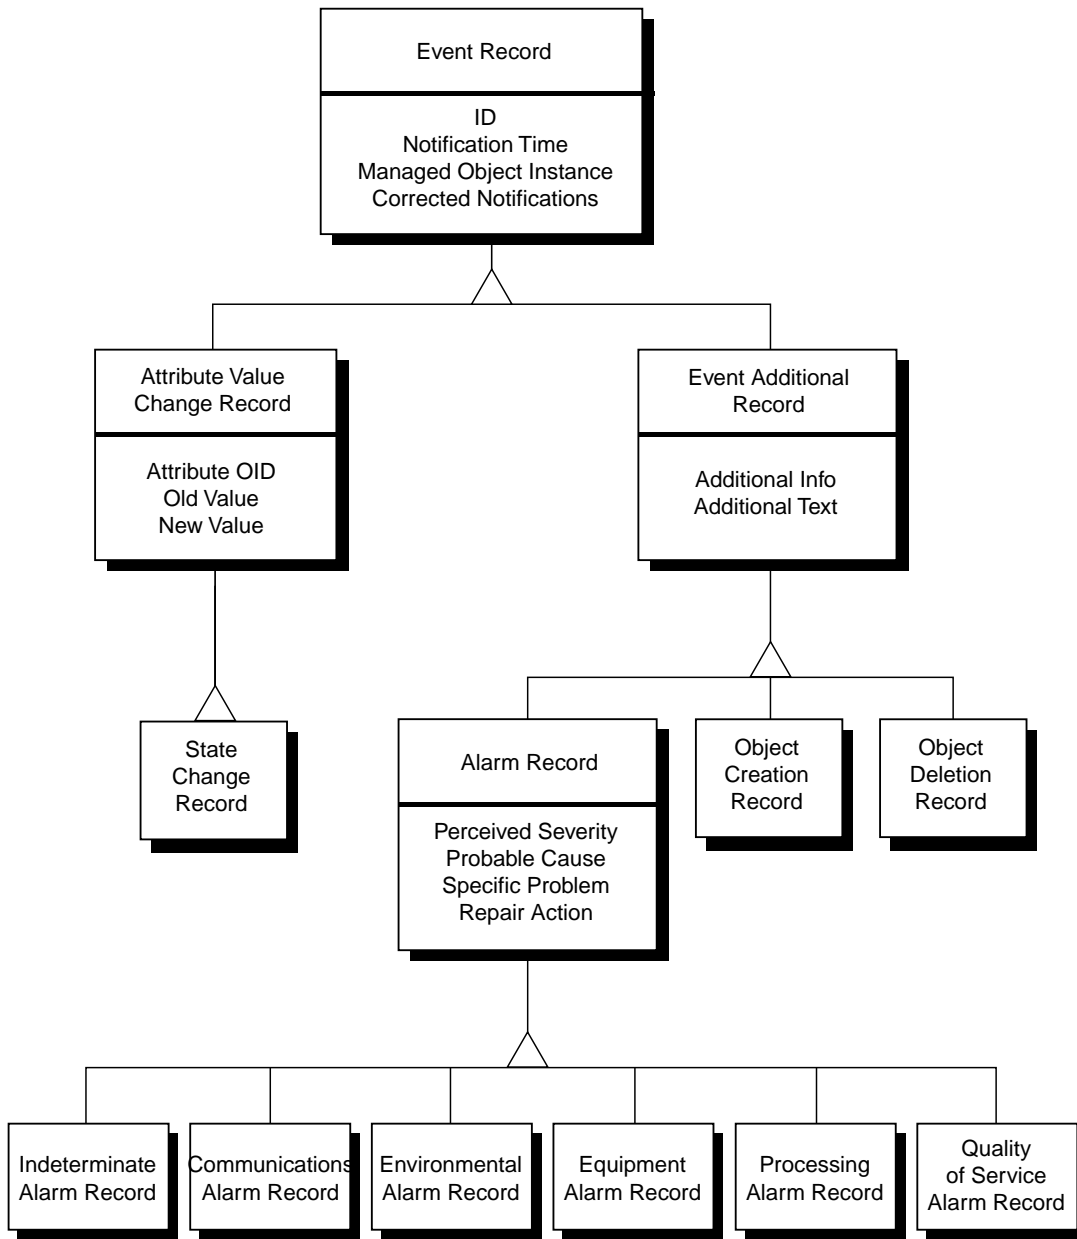 Event Record
ID
Notification Time
Managed Object Instance
Corrected Notifications
Attribute Value
Change Record
Attribute OID
Old Value
New Value
Event Additional
Record
Additional Info
Additional Text
State
Change
Record
Alarm Record
Perceived Severity
Probable Cause
Specific Problem
Repair Action
Object
Creation
Record
Object
Deletion
Record
Indeterminate
Alarm Record
Communications
Alarm Record
Environmental
Alarm Record
Equipment
Alarm Record
Processing
Alarm Record
Quality
of Service
Alarm Record